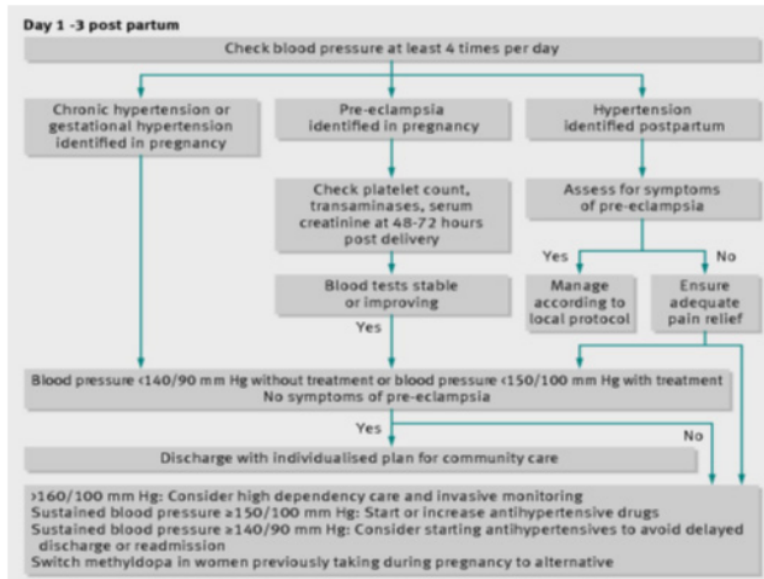 Day 1 -3 post partum
Check blood pressure at least 4 times per day
Chronic hypertension or
gestational hypertension
identified in pregnancy
Pre-eclampsia
identified in pregnancy
Hypertension
identified postpartum
Check platelet count,
transaminases, serum
creatinine at 48-72 hours
post delivery
Assess for symptoms
of pre-eclampsia
Yes
No
Blood tests stable
or improving
Manage
according to
local protocol
Ensure
adequate
pain relief
Yes
Blood pressure <140/90 mm Hg without treatment or blood pressure <150/100 mm Hg with treatment
No symptoms of pre-eclampsia
Yes
No
Discharge with individualised plan for community care
>160/100 mm Hg: Consider high dependency care and invasive monitoring
Sustained blood pressure ≥150/100 mm Hg: Start or increase antihypertensive drugs
Sustained blood pressure ≥140/90 mm Hg: Consider starting antihypertensives to avoid delayed
discharge or readmission
Switch methyldopa in women previously taking during pregnancy to alternative